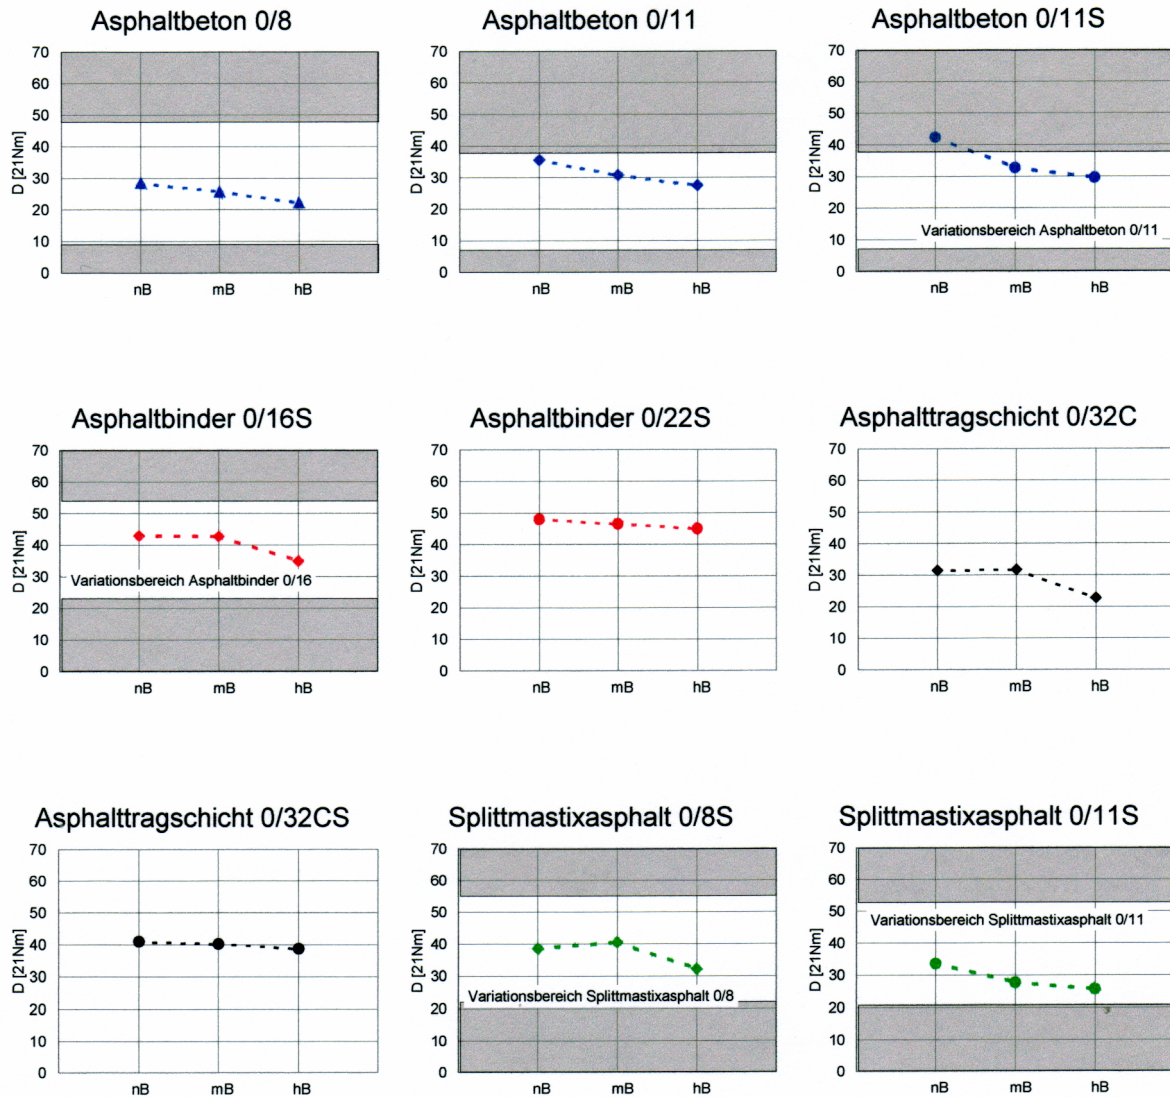 Asphaltbeton 0/8
Asphaltbeton 0/11
Asphaltbeton 0/11S
70
60
50
40
30
20
10
0
D [21Nm]
nB mB hB
70
60
50
40
30
20
10
0
D [21Nm]
nB mB hB
70
60
50
40
30
20
10
0
D [21Nm]
Variationsbereich Asphaltbeton 0/11
nB mB hB
Asphaltbinder 0/16S
Asphaltbinder 0/22S
Asphalttragschicht 0/32C
70
60
50
40
30
20
10
0
D [21Nm]
Variationsbereich Asphaltbinder 0/16
nB mB hB
70
60
50
40
30
20
10
0
D [21Nm]
nB mB hB
70
60
50
40
30
20
10
0
D [21Nm]
nB mB hB
Asphalttragschicht 0/32CS
Splittmastixasphalt 0/8S
Splittmastixasphalt 0/11S
70
60
50
40
30
20
10
0
D [21Nm]
nB mB hB
70
60
50
40
30
20
10
0
D [21Nm]
Variationsbereich Splittmastixasphalt 0/8
nB mB hB
70
60
50
40
30
20
10
0
D [21Nm]
Variationsbereich Splittmastixasphalt 0/11
nB mB hB